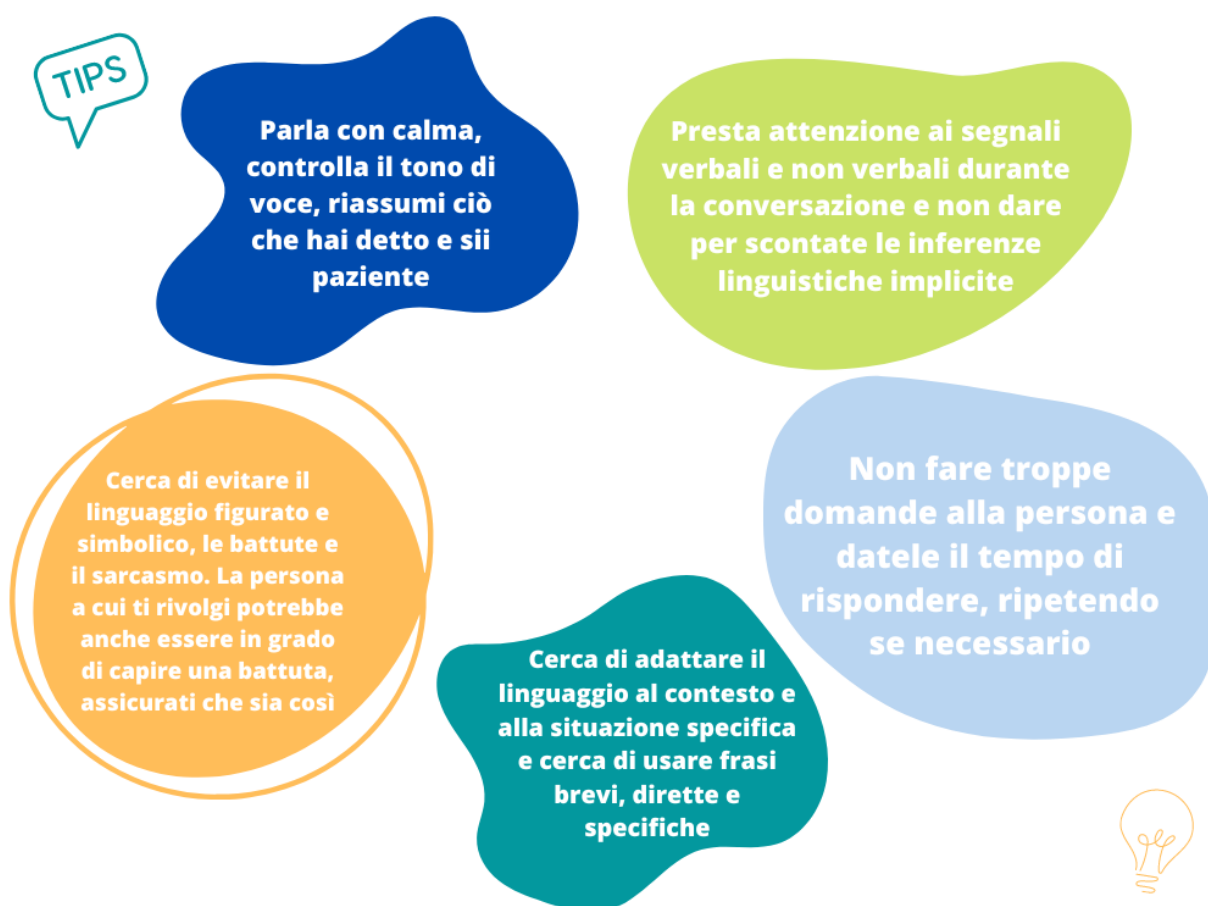 TIPS
Parla con calma,
controlla il tono di
voce, riassumi ciò
che hai detto e sii
paziente
Presta attenzione ai segnali
verbali e non verbali durante
la conversazione e non dare
per scontate le inferenze
linguistiche implicite
Cerca di evitare il
linguaggio figurato e
simbolico, le battute e
il sarcasmo. La persona
a cui ti rivolgi potrebbe
anche essere in grado
di capire una battuta,
assicurati che sia così
Non fare troppe
domande alla persona e
datele il tempo di
rispondere, ripetendo
se necessario
Cerca di adattare il
linguaggio al contesto e
alla situazione specifica
e cerca di usare frasi
brevi, dirette e
specifiche